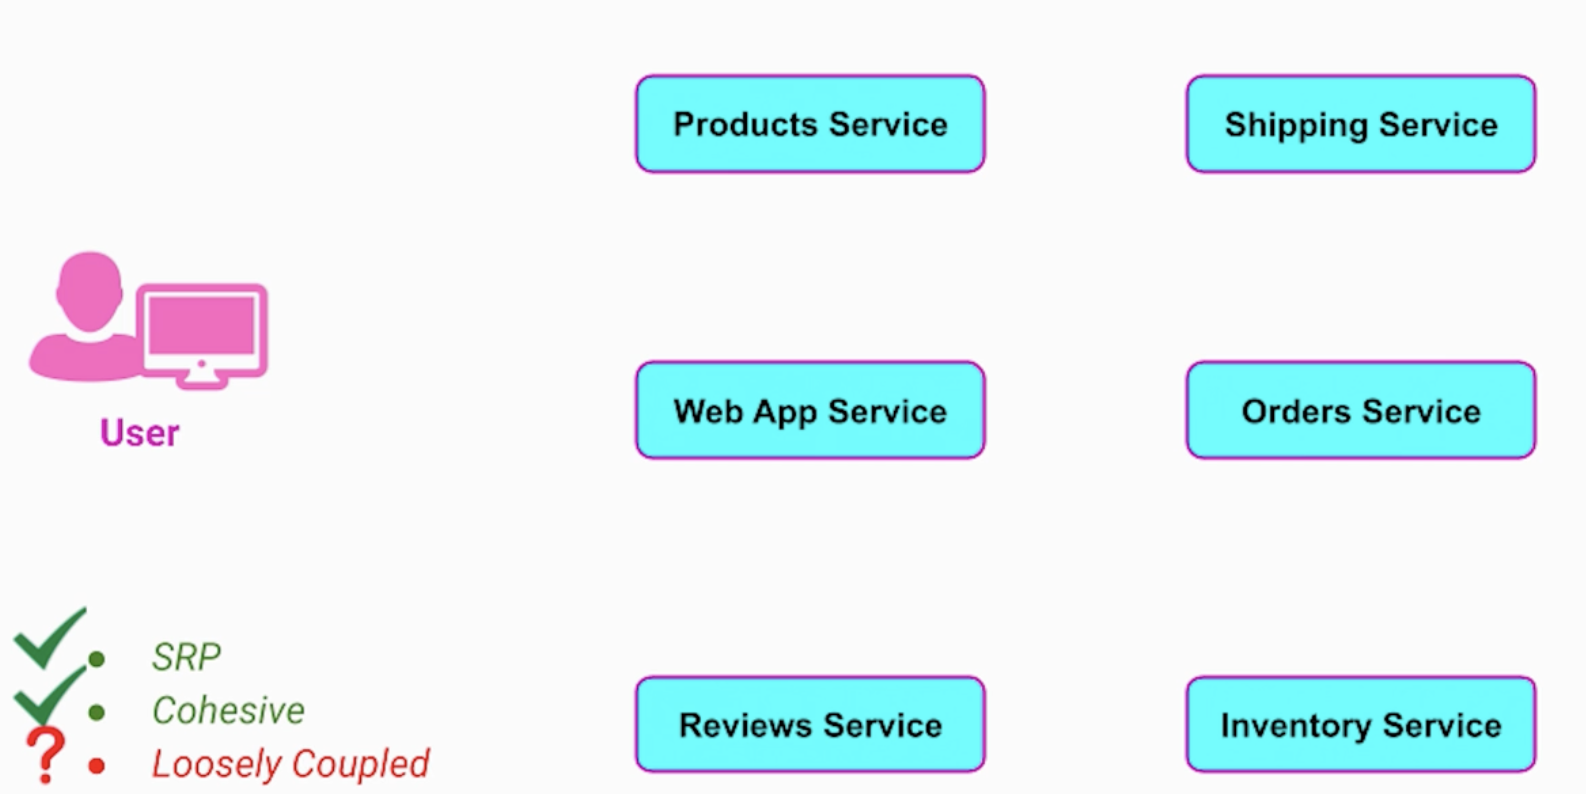 Products Service
Shipping Service
User
Web App Service
Orders Service
SRP
Cohesive
Loosely Coupled
Reviews Service
Inventory Service